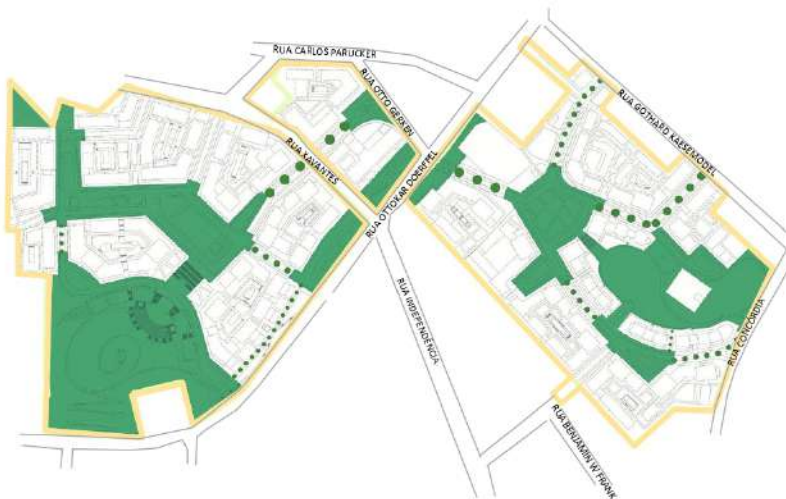 RUA CARLOS PARUCKER
RUA OTTO GERKEN
RUA XAVANTES
RUA OTTOKAR DOERFFEL
RUA GOTHARD KAESEMODEL
RUA INDEPENDÊNCIA
RUA CONCÓRDIA
RUA BENJAMIN W FRANK